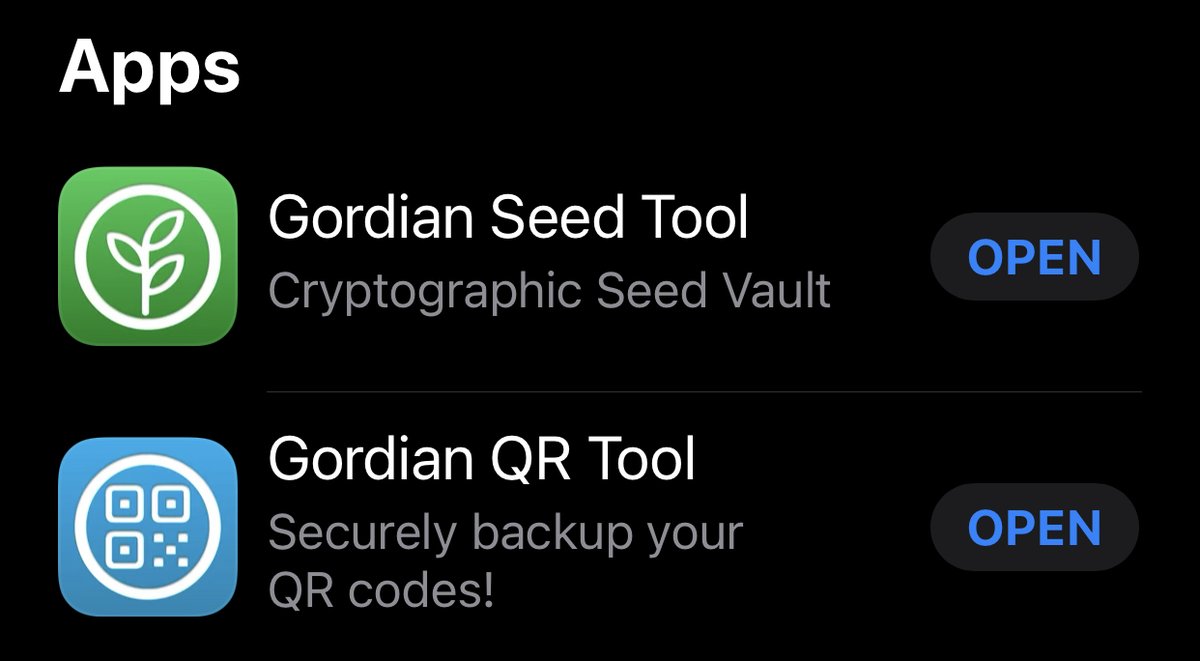 Apps
Gordian Seed Tool
Cryptographic Seed Vault
OPEN
Gordian QR Tool
Securely backup your
QR codes!
OPEN